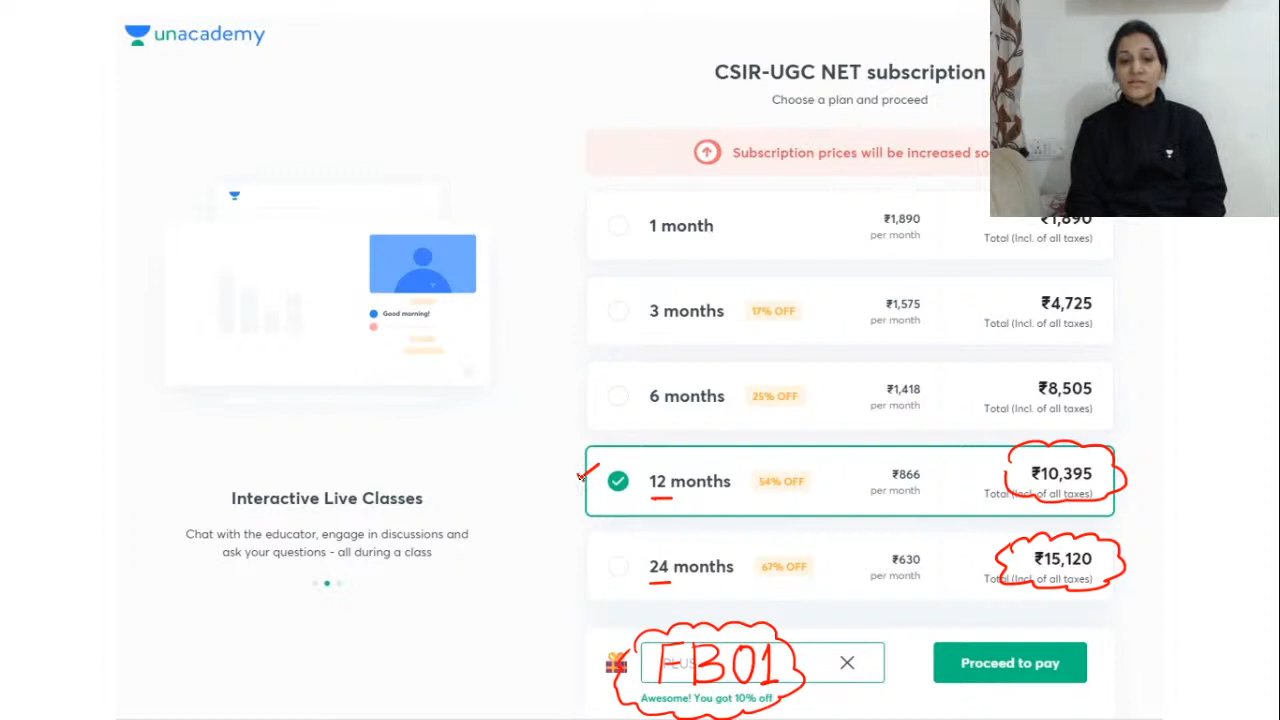 unacademy
CSIR-UGC NET subscription
Choose a plan and proceed
Subscription prices will be increased
1 month
₹1,890
per month
₹1,890
Total (Incl. of all taxes)
3 months
17% OFF
₹1,575
per month
₹4,725
Total (Incl. of all taxes)
6 months
25% OFF
₹1,418
per month
₹8,505
Total (Incl. of all taxes)
12 months
54% OFF
₹866
per month
₹10,395
Total (Incl. of all taxes)
24 months
67% OFF
₹630
per month
₹15,120
Total (Incl. of all taxes)
Good morning!
Interactive Live Classes
Chat with the educator, engage in discussions and
ask your questions - all during a class
PLUS
FB01
Awesome! You got 10% off
Proceed to pay